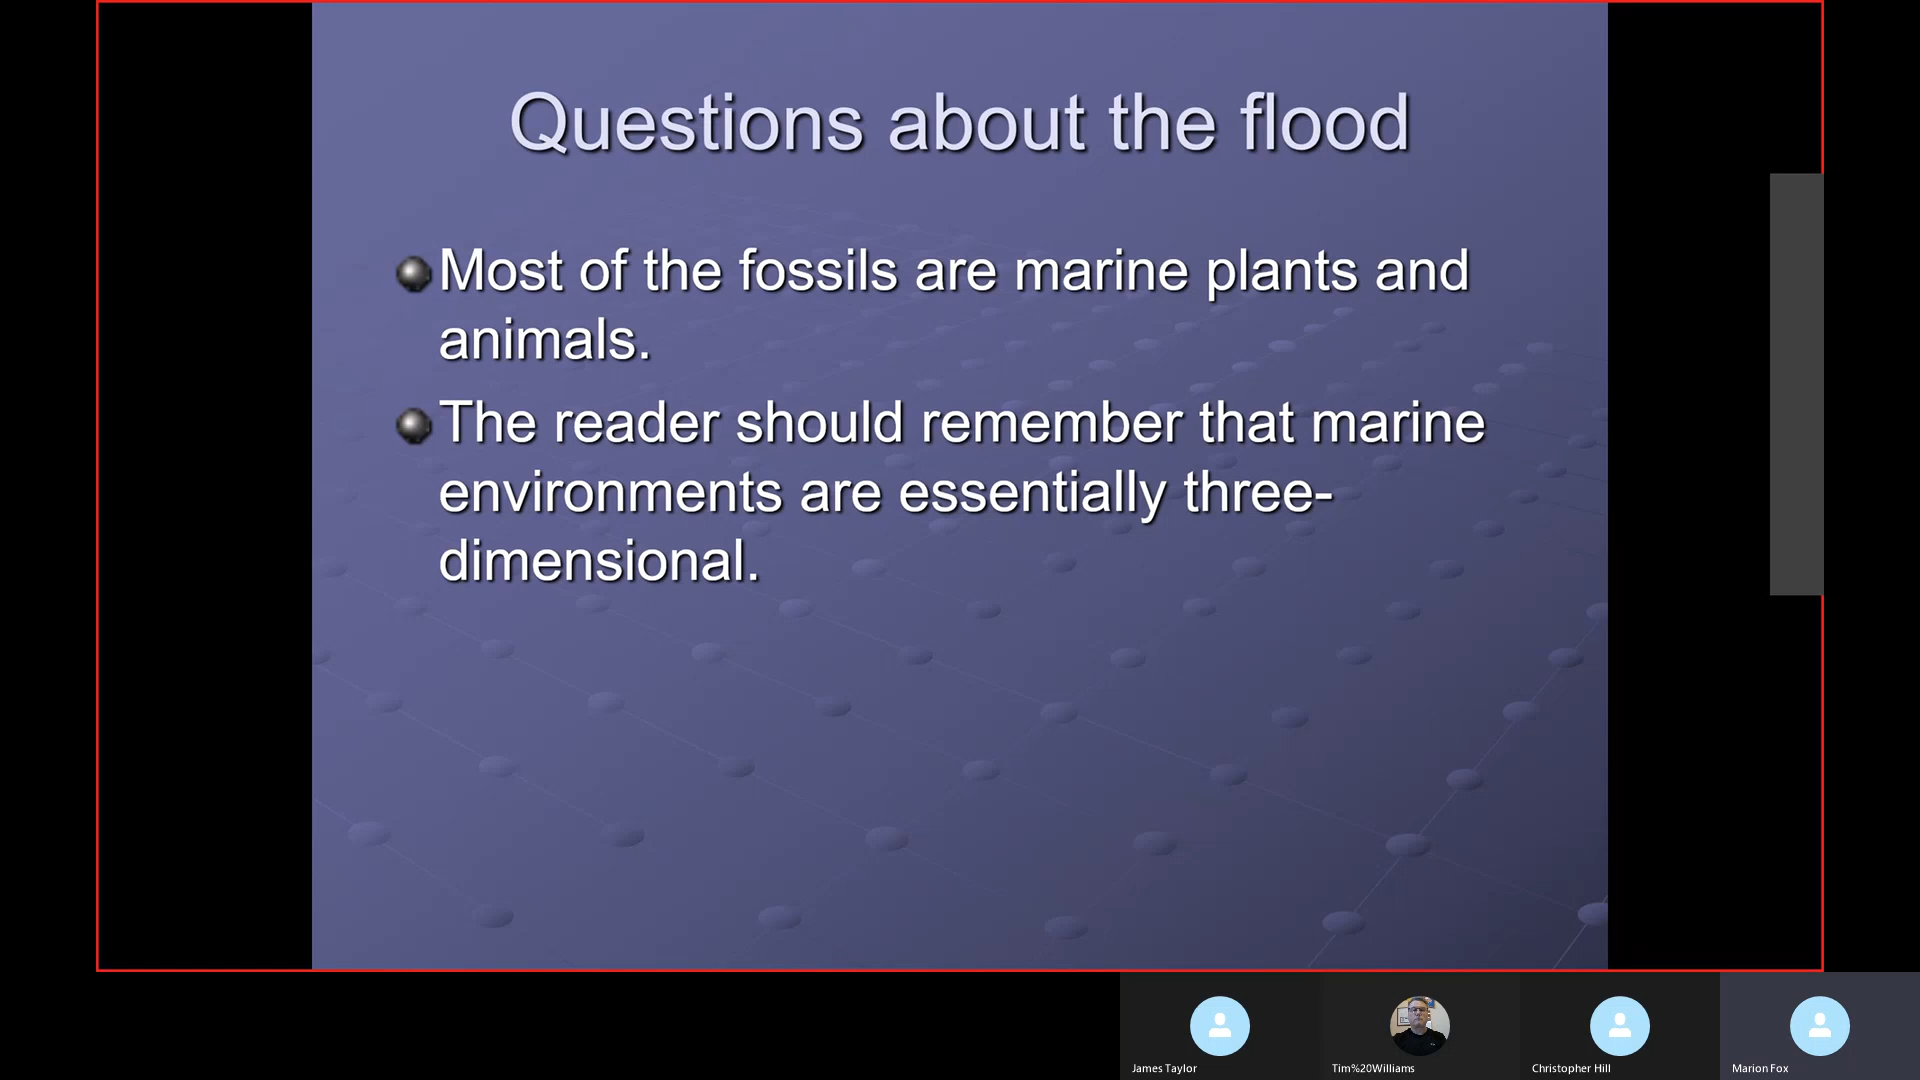 Questions about the flood
Most of the fossils are marine plants and
animals.
The reader should remember that marine
environments are essentially three-
dimensional.
James Taylor
Tim%20Williams
Christopher Hill
Marion Fox